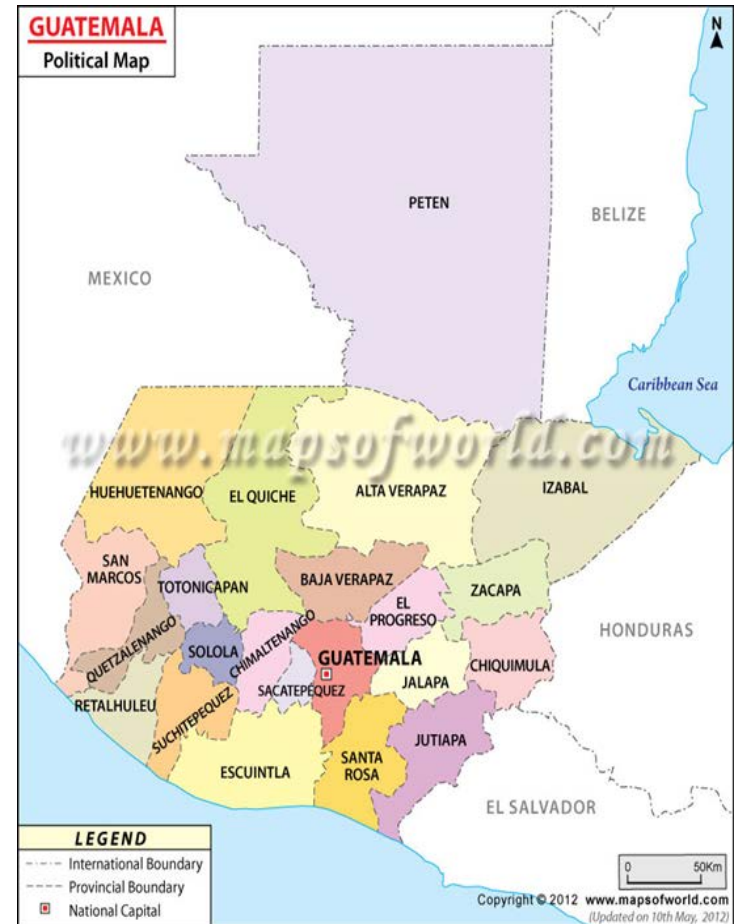 GUATEMALA
Political Map
N
PETEN
BELIZE
MEXICO
Caribbean Sea
www.mapsofworld.com
HUEHUETENANGO
EL QUICHE
ALTA VERAPAZ
IZABAL
SAN
MARCOS
TOTONICAPAN
BAJA VERAPAZ
ZACAPA
EL
PROGRESO
HONDURAS
QUETZALENANGO
SOLOLA
CHIMALTENANGO
GUATEMALA
CHIQUIMULA
JALAPA
SACATEPEQUEZ
RETALHULEU
SUCHITEPEQUEZ
JUTIAPA
ESCUINTLA
SANTA
ROSA
EL SALVADOR
LEGEND
International Boundary
Provincial Boundary
National Capital
0 50Km
Copyright © 2012 www.mapsofworld.com
(Updated on 10th May, 2012)